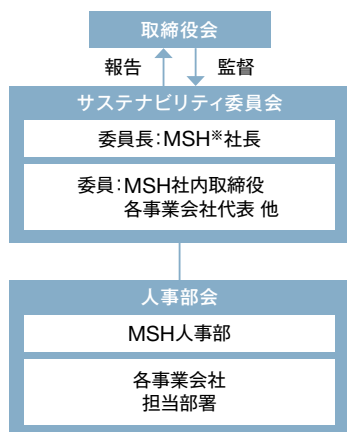 取締役会
報告 監督
サステナビリティ委員会
委員長：MSH※社長
委員：MSH社内取締役
各事業会社代表 他
人事部会
MSH人事部
各事業会社
担当部署